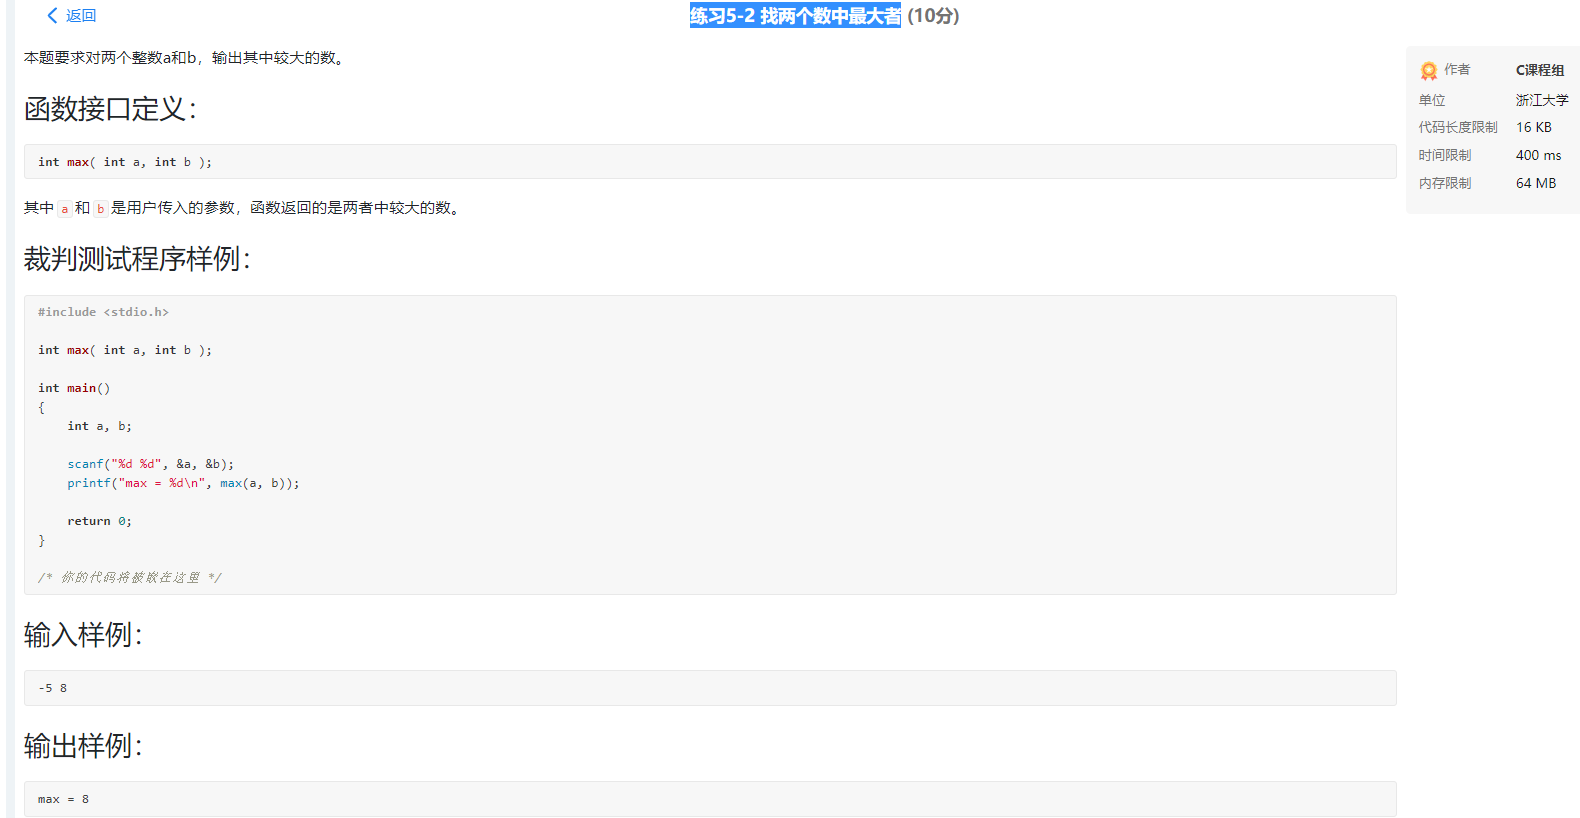 返回
练习5-2 找两个数中最大者 (10分)
本题要求对两个整数a和b，输出其中较大的数。
作者 C课程组
单位 浙江大学
代码长度限制 16 KB
时间限制 400 ms
内存限制 64 MB
函数接口定义：
int max( int a, int b );
其中 a 和 b 是用户传入的参数，函数返回的是两者中较大的数。
裁判测试程序样例：
#include <stdio.h>
int max( int a, int b );
int main()
{
    int a, b;
    scanf("%d %d", &a, &b);
    printf("max = %d\n", max(a, b));
    return 0;
}
/* 你的代码将被嵌在这里 */
输入样例：
-5 8
输出样例：
max = 8